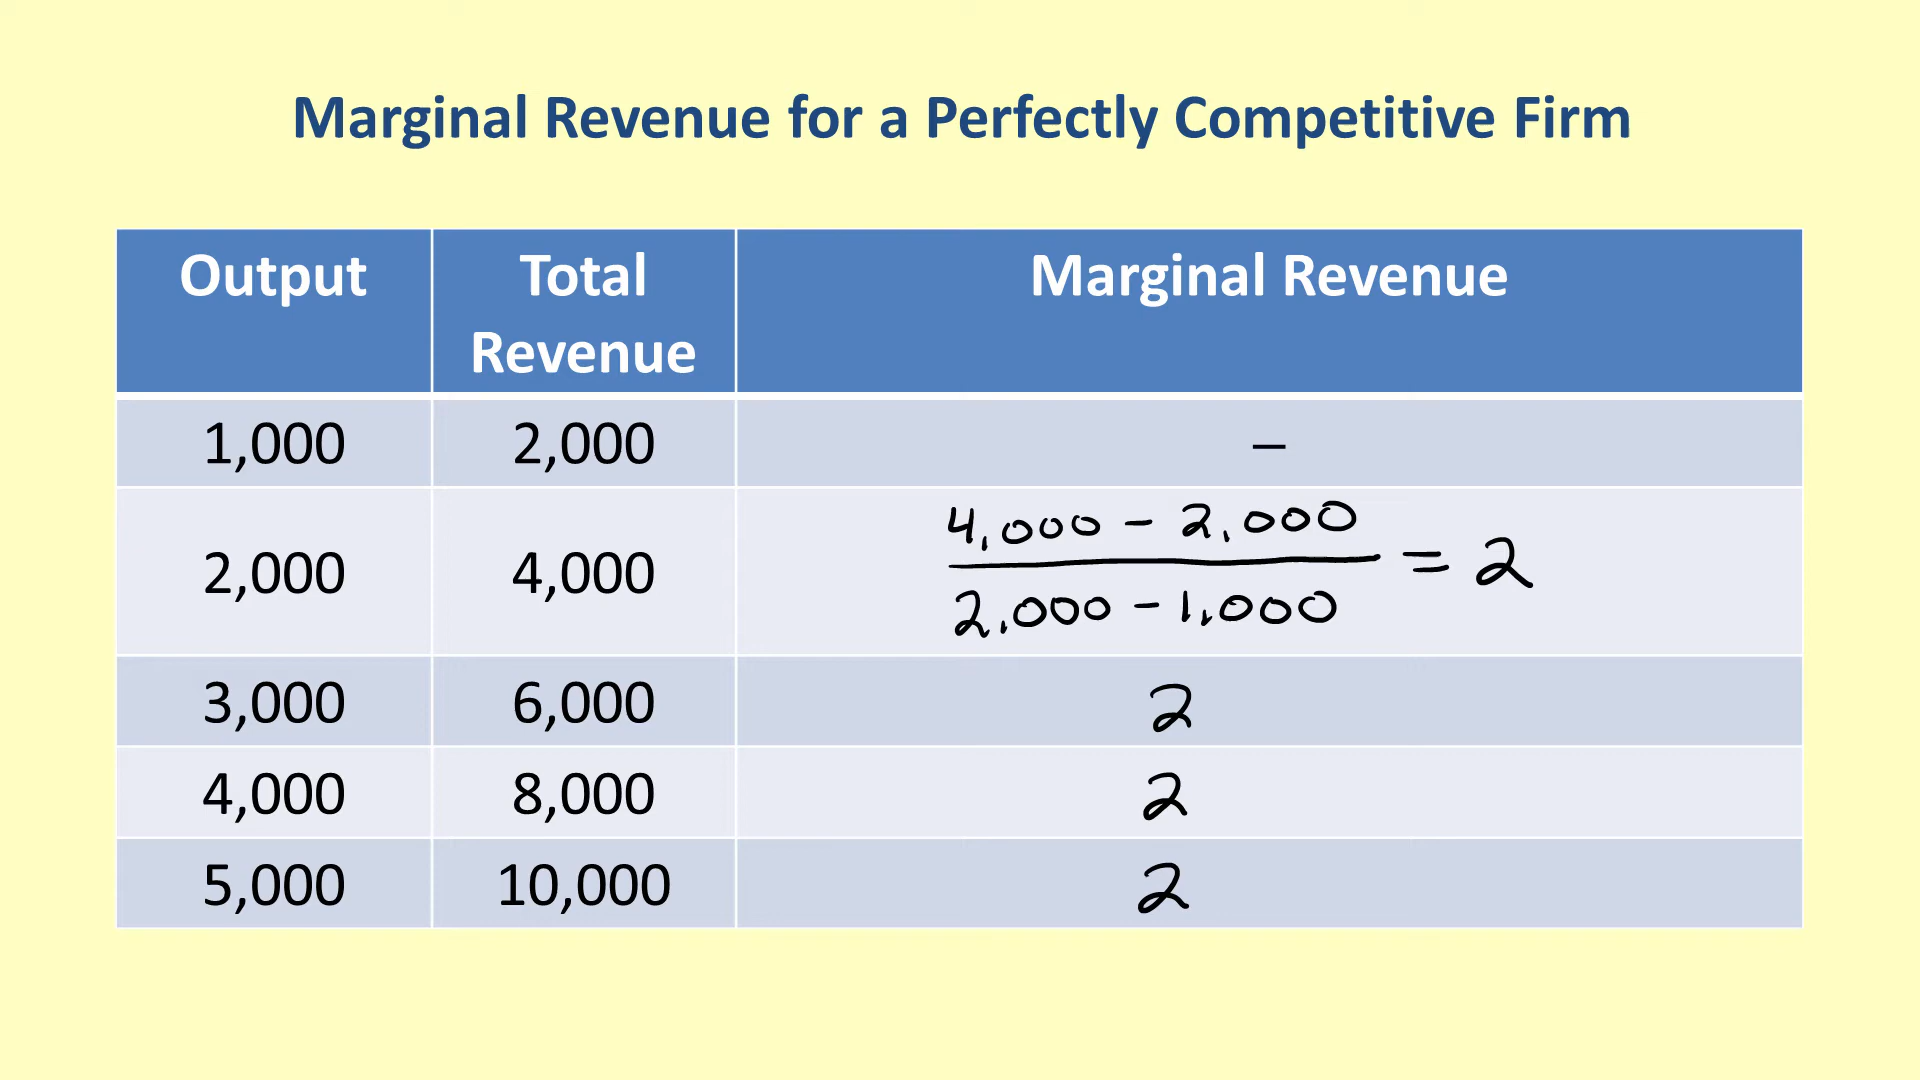 Marginal Revenue for a Perfectly Competitive Firm
Output Total Revenue Marginal Revenue
1,000 2,000 –
2,000 4,000 4,000 - 2,000 / 2,000 - 1,000 = 2
3,000 6,000 2
4,000 8,000 2
5,000 10,000 2